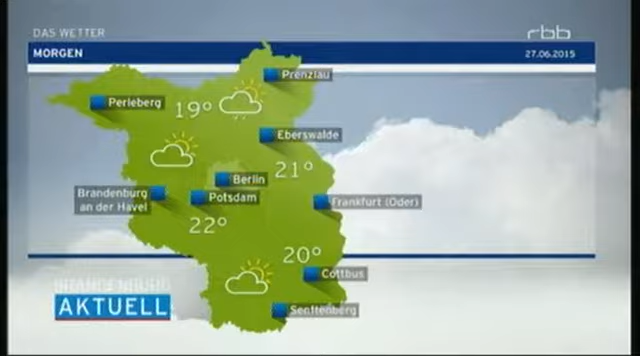 DAS WETTER
rbb
MORGEN
27.06.2015
Prenzlau
Perleberg
19°
Eberswalde
21°
Berlin
Brandenburg
an der Havel
Potsdam
Frankfurt (Oder)
22°
20°
Cottbus
BRANDENBURG
AKTUELL
Senftenberg